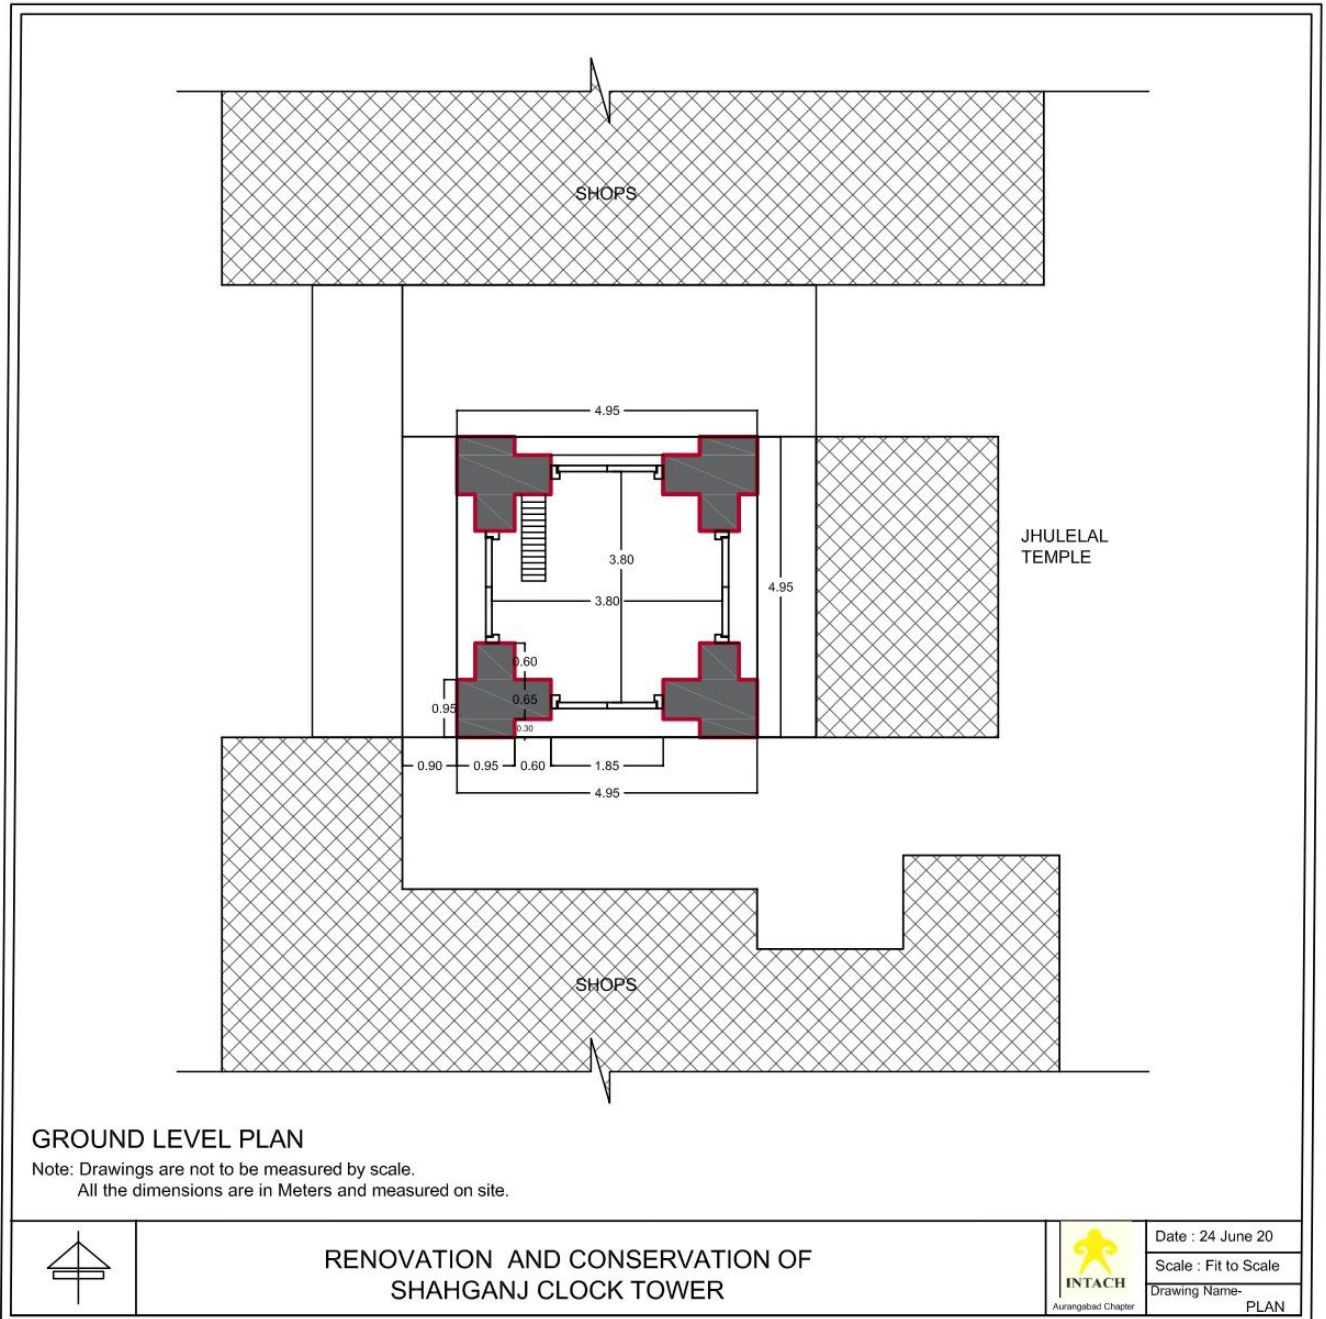 SHOPS
4.95
3.80
3.80
4.95
JHULELAL
TEMPLE
0.60
0.65
0.95
0.30
0.90 0.95 0.60 1.85
4.95
SHOPS
GROUND LEVEL PLAN
Note: Drawings are not to be measured by scale.
All the dimensions are in Meters and measured on site.
RENOVATION AND CONSERVATION OF
SHAHGANJ CLOCK TOWER
INTACH
Aurangabad Chapter
Date : 24 June 20
Scale : Fit to Scale
Drawing Name-
PLAN